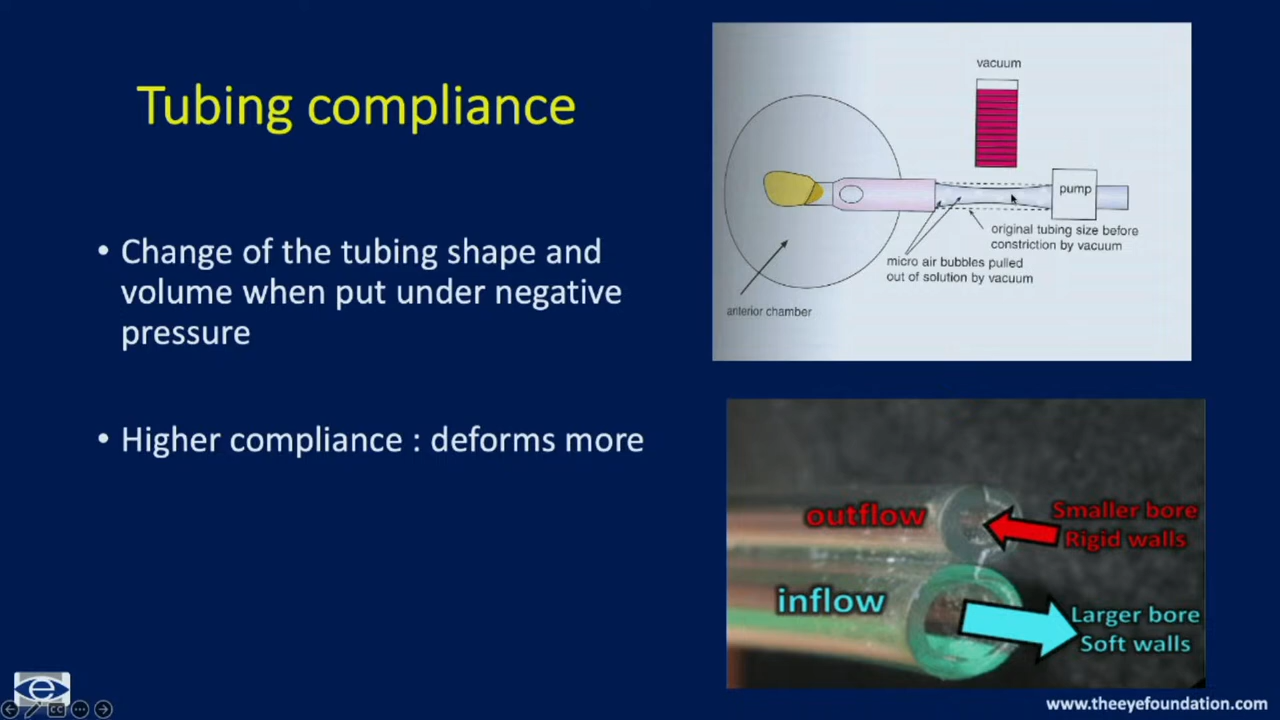 Tubing compliance
• Change of the tubing shape and
volume when put under negative
pressure
• Higher compliance : deforms more
vacuum
pump
original tubing size before
constriction by vacuum
micro air bubbles pulled
out of solution by vacuum
anterior chamber
outflow
Smaller bore
Rigid walls
inflow
Larger bore
Soft walls
e
CC
www.theeyefoundation.com